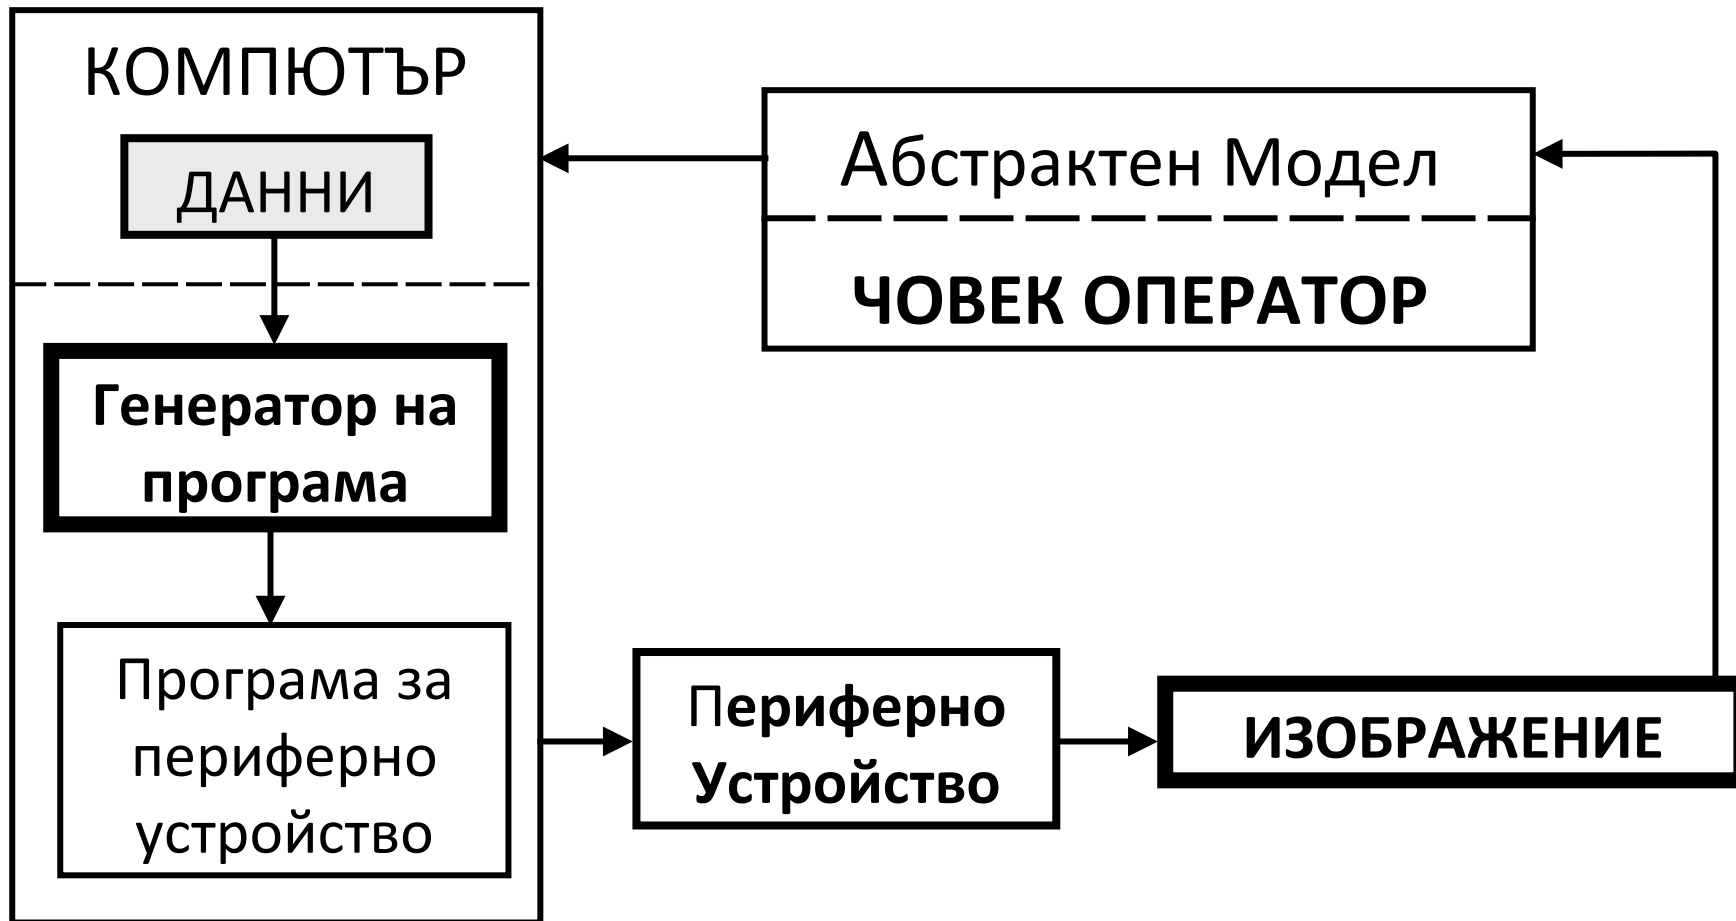 КОМПЮТЪР
ДАННИ
Генератор на
програма
Програма за
периферно
устройство
Абстрактен Модел
ЧОВЕК ОПЕРАТОР
Периферно
Устройство
ИЗОБРАЖЕНИЕ